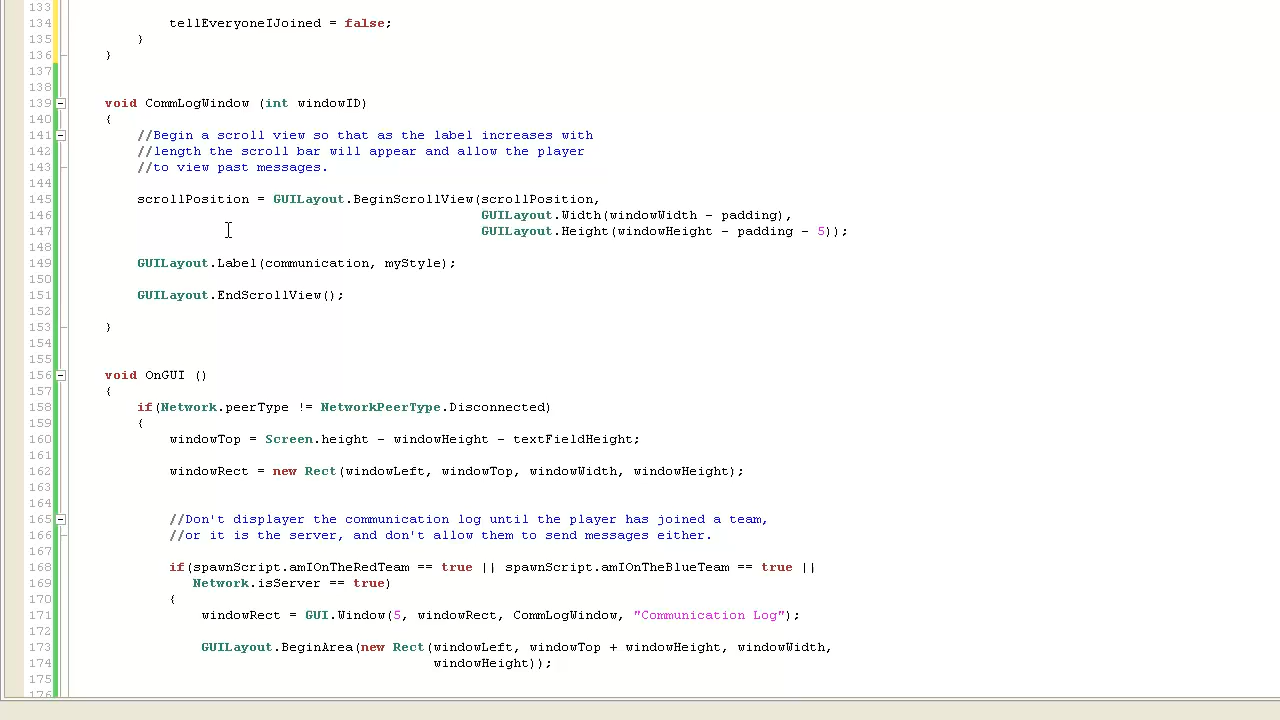 133
134 tellEveryoneIJoined = false;
135 }
136 }
137
138
139 void CommLogWindow (int windowID)
140 {
141 //Begin a scroll view so that as the label increases with
142 //length the scroll bar will appear and allow the player
143 //to view past messages.
144
145 scrollPosition = GUILayout.BeginScrollView(scrollPosition,
146 GUILayout.Width(windowWidth - padding),
147 GUILayout.Height(windowHeight - padding - 5));
148
149 GUILayout.Label(communication, myStyle);
150
151 GUILayout.EndScrollView();
152
153 }
154
155
156 void OnGUI ()
157 {
158 if(Network.peerType != NetworkPeerType.Disconnected)
159 {
160 windowTop = Screen.height - windowHeight - textFieldHeight;
161
162 windowRect = new Rect(windowLeft, windowTop, windowWidth, windowHeight);
163
164
165 //Don't displayer the communication log until the player has joined a team,
166 //or it is the server, and don't allow them to send messages either.
167
168 if(spawnScript.amIOnTheRedTeam == true || spawnScript.amIOnTheBlueTeam == true ||
169 Network.isServer == true)
170 {
171 windowRect = GUI.Window(5, windowRect, CommLogWindow, "Communication Log");
172
173 GUILayout.BeginArea(new Rect(windowLeft, windowTop + windowHeight, windowWidth,
174 windowHeight));
175
176